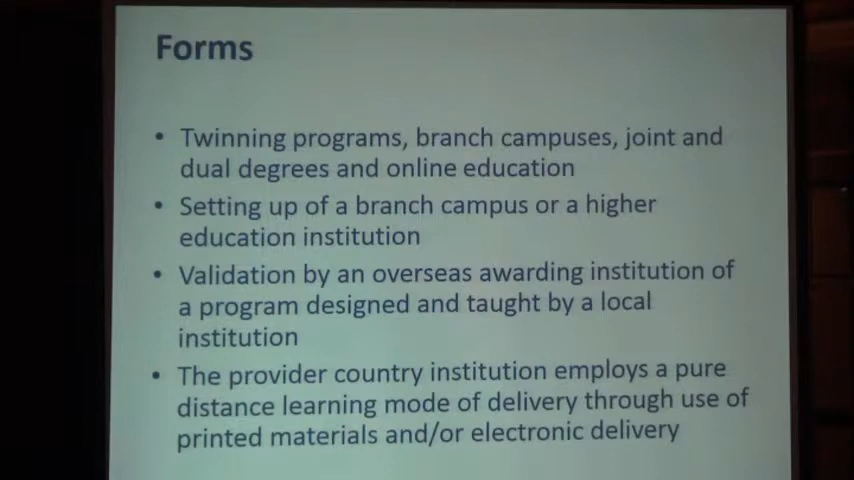 Forms
• Twinning programs, branch campuses, joint and
dual degrees and online education
• Setting up of a branch campus or a higher
education institution
• Validation by an overseas awarding institution of
a program designed and taught by a local
institution
• The provider country institution employs a pure
distance learning mode of delivery through use of
printed materials and/or electronic delivery